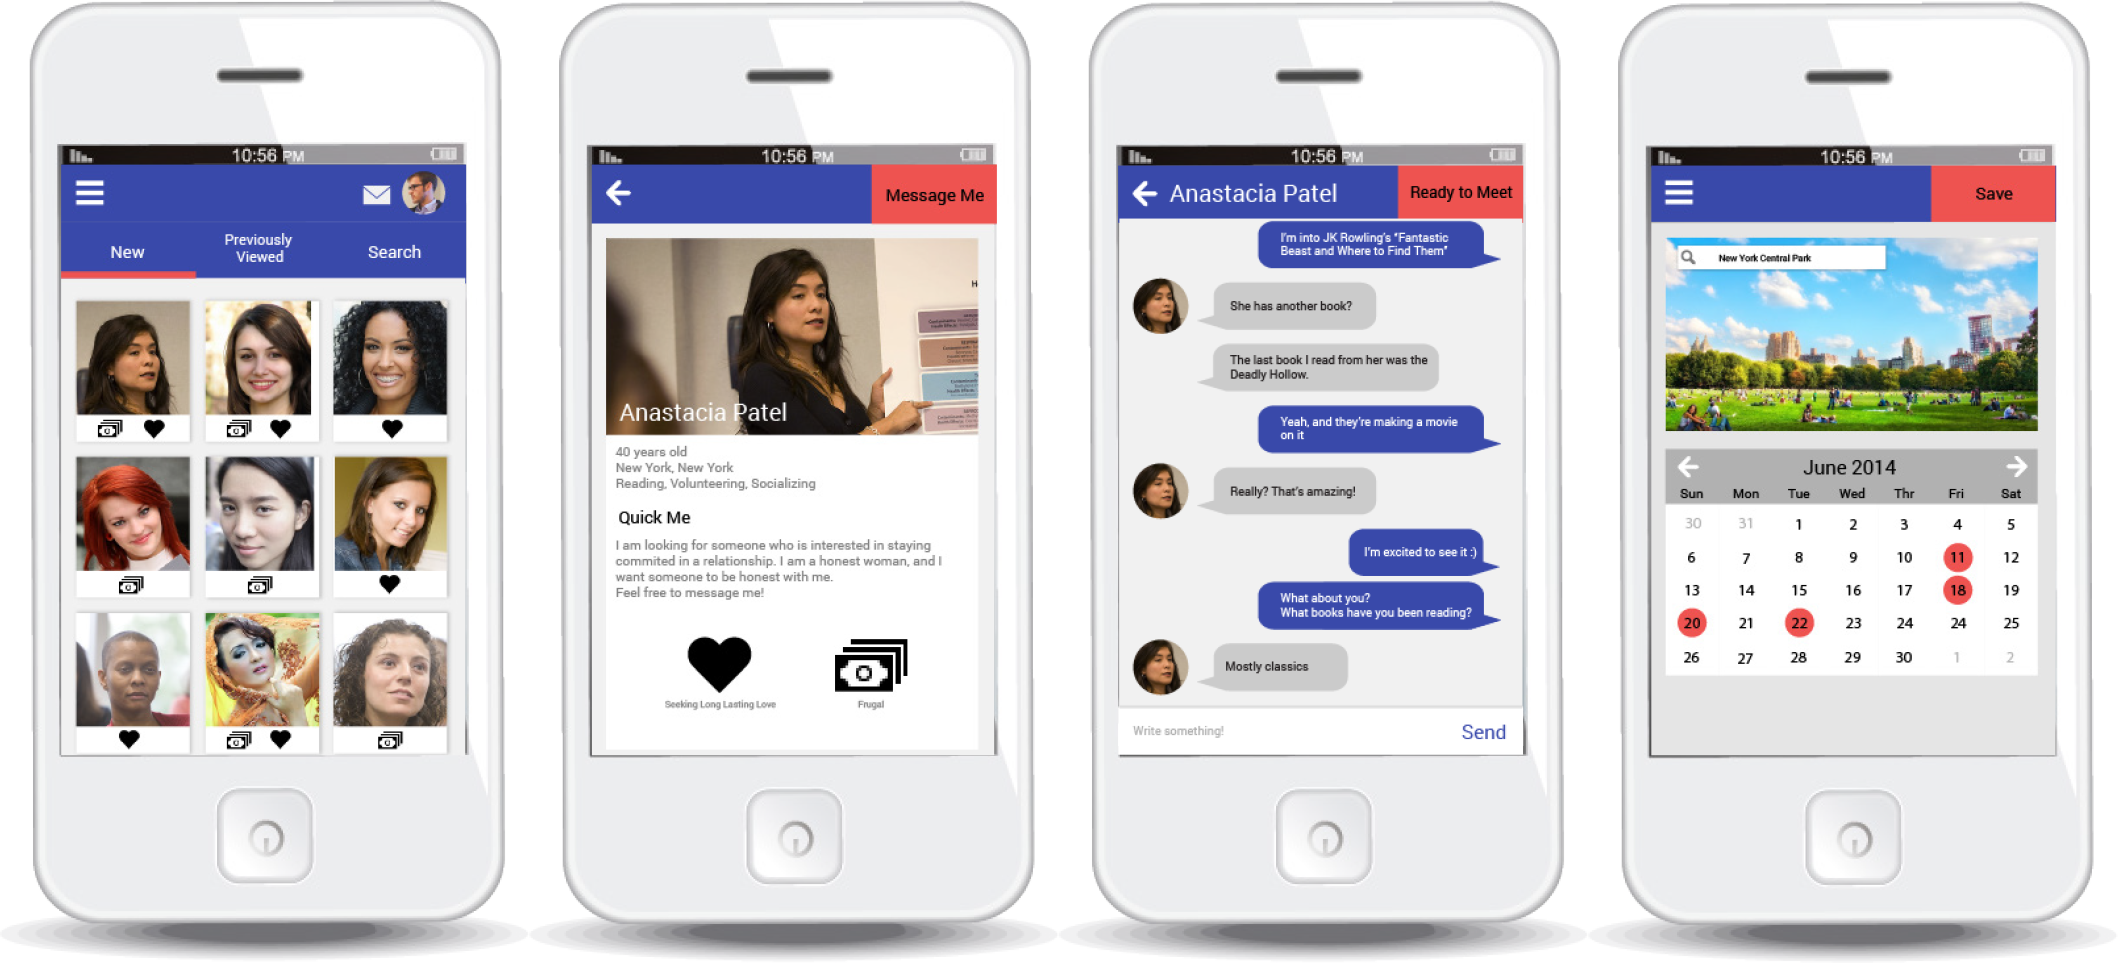 10:56 PM
New
Previously
Viewed
Search
10:56 PM
Message Me
Anastacia Patel
40 years old
New York, New York
Reading, Volunteering, Socializing
Quick Me
I am looking for someone who is interested in staying
commited in a relationship. I am a honest woman, and I
want someone to be honest with me.
Feel free to message me!
Seeking Long Lasting Love
Frugal
10:56 PM
Anastacia Patel
Ready to Meet
I'm into JK Rowling's "Fantastic
Beast and Where to Find Them"
She has another book?
The last book I read from her was the
Deadly Hollow.
Yeah, and they're making a movie
on it
Really? That's amazing!
I'm excited to see it :)
What about you?
What books have you been reading?
Mostly classics
Write something!
Send
10:56 PM
Save
New York Central Park
June 2014
Sun Mon Tue Wed Thr Fri Sat
30 31 1 2 3 4 5
6 7 8 9 10 11 12
13 14 15 16 17 18 19
20 21 22 23 24 24 25
26 27 28 29 30 1 2